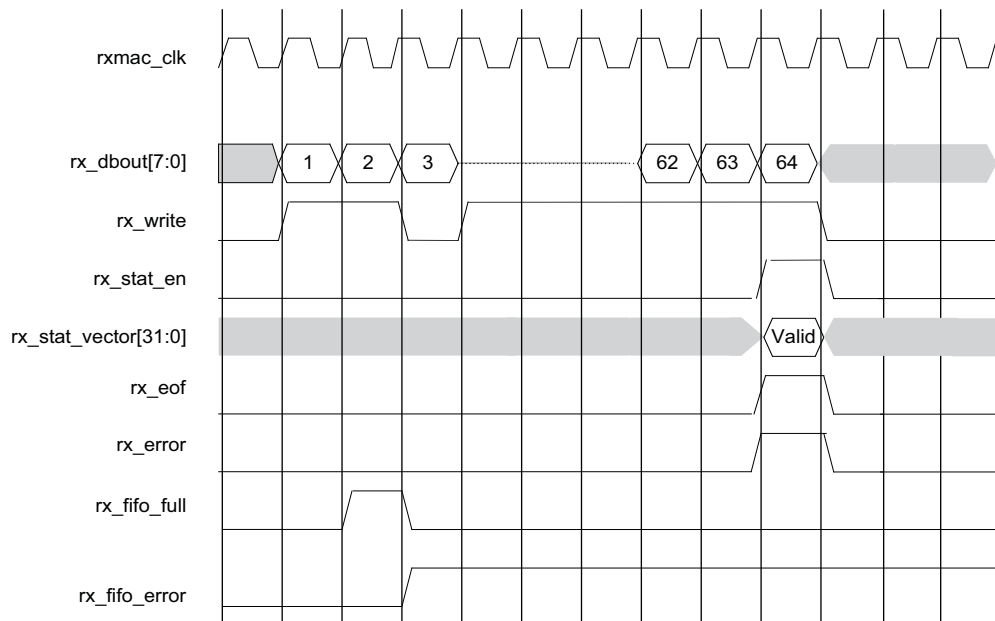 rxmac_clk
rx_dbout[7:0] 1 2 3 62 63 64
rx_write
rx_stat_en
rx_stat_vector[31:0] Valid
rx_eof
rx_error
rx_fifo_full
rx_fifo_error